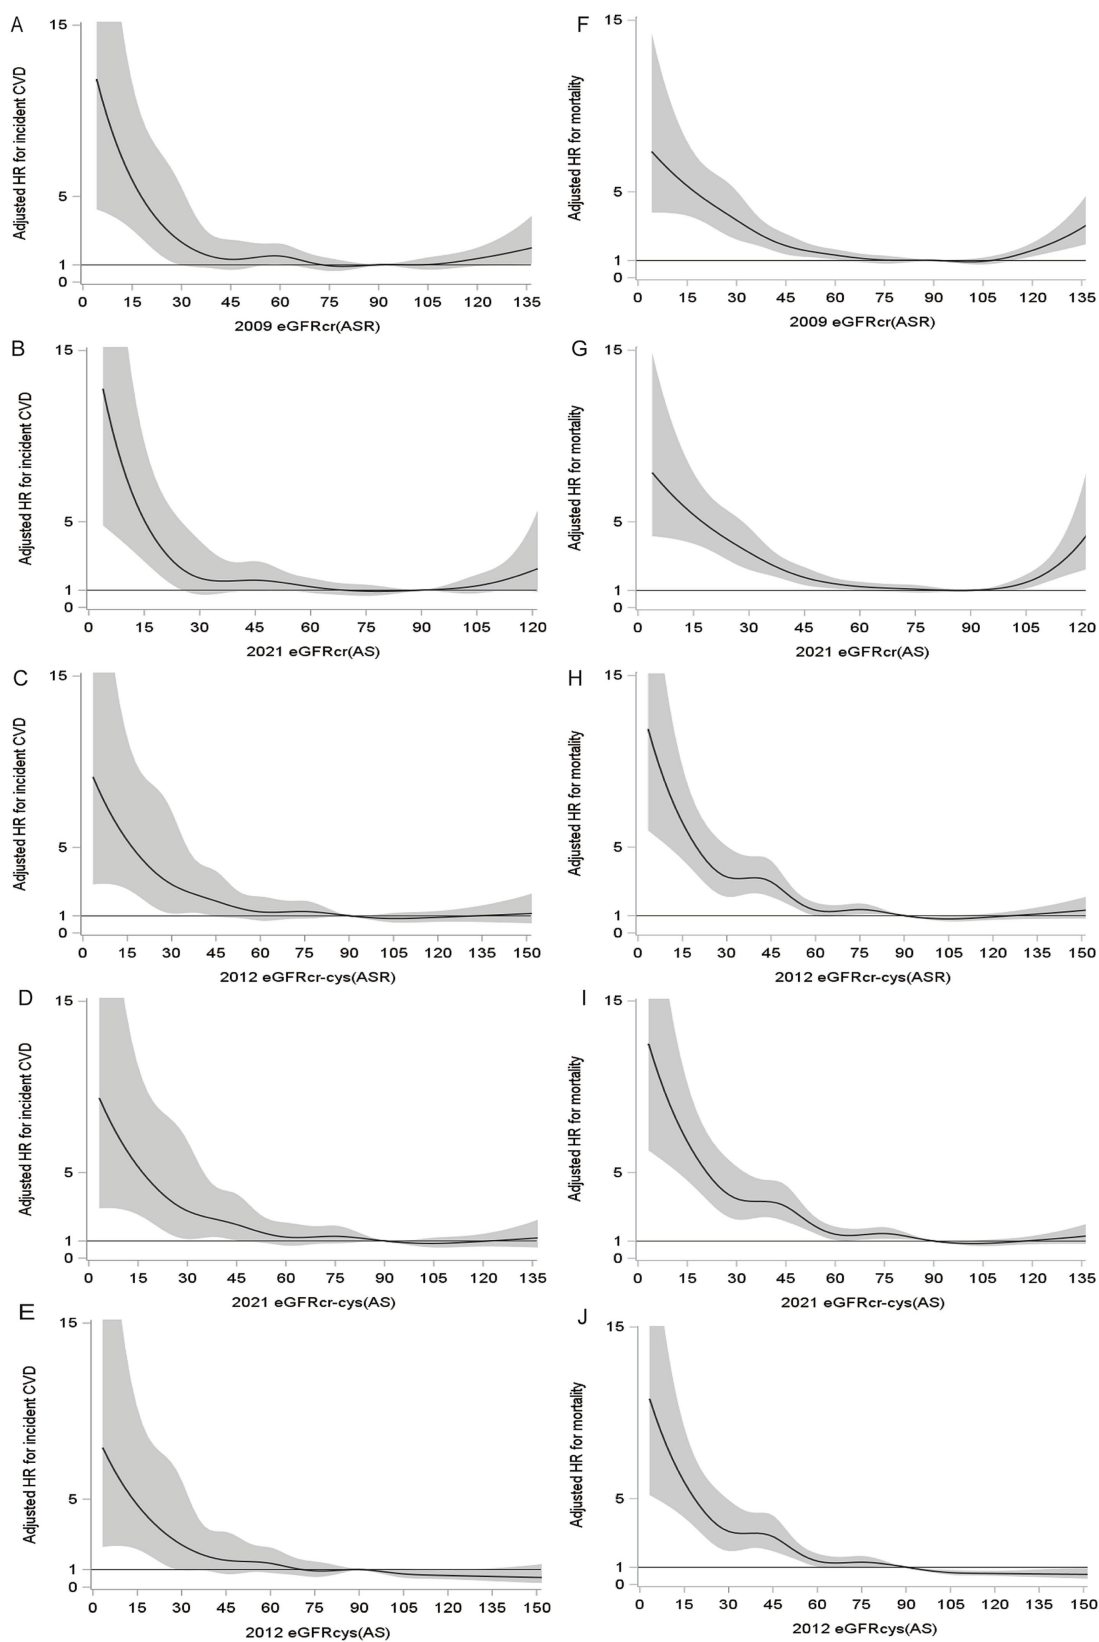 A
Adjusted HR for incident CVD
15
5
1
0
0 15 30 45 60 75 90 105 120 135
2009 eGFRcr(ASR)
F
Adjusted HR for mortality
15
5
1
0
0 15 30 45 60 75 90 105 120 135
2009 eGFRcr(ASR)
B
Adjusted HR for incident CVD
15
5
1
0
0 15 30 45 60 75 90 105 120
2021 eGFRcr(AS)
G
Adjusted HR for mortality
15
5
1
0
0 15 30 45 60 75 90 105 120
2021 eGFRcr(AS)
C
Adjusted HR for incident CVD
15
5
1
0
0 15 30 45 60 75 90 105 120 135 150
2012 eGFRcr-cys(ASR)
H
Adjusted HR for mortality
15
5
1
0
0 15 30 45 60 75 90 105 120 135 150
2012 eGFRcr-cys(ASR)
D
Adjusted HR for incident CVD
15
5
1
0
0 15 30 45 60 75 90 105 120 135
2021 eGFRcr-cys(AS)
I
Adjusted HR for mortality
15
5
1
0
0 15 30 45 60 75 90 105 120 135
2021 eGFRcr-cys(AS)
E
Adjusted HR for incident CVD
15
5
1
0
0 15 30 45 60 75 90 105 120 135 150
2012 eGFRcys(AS)
J
Adjusted HR for mortality
15
5
1
0
0 15 30 45 60 75 90 105 120 135 150
2012 eGFRcys(AS)